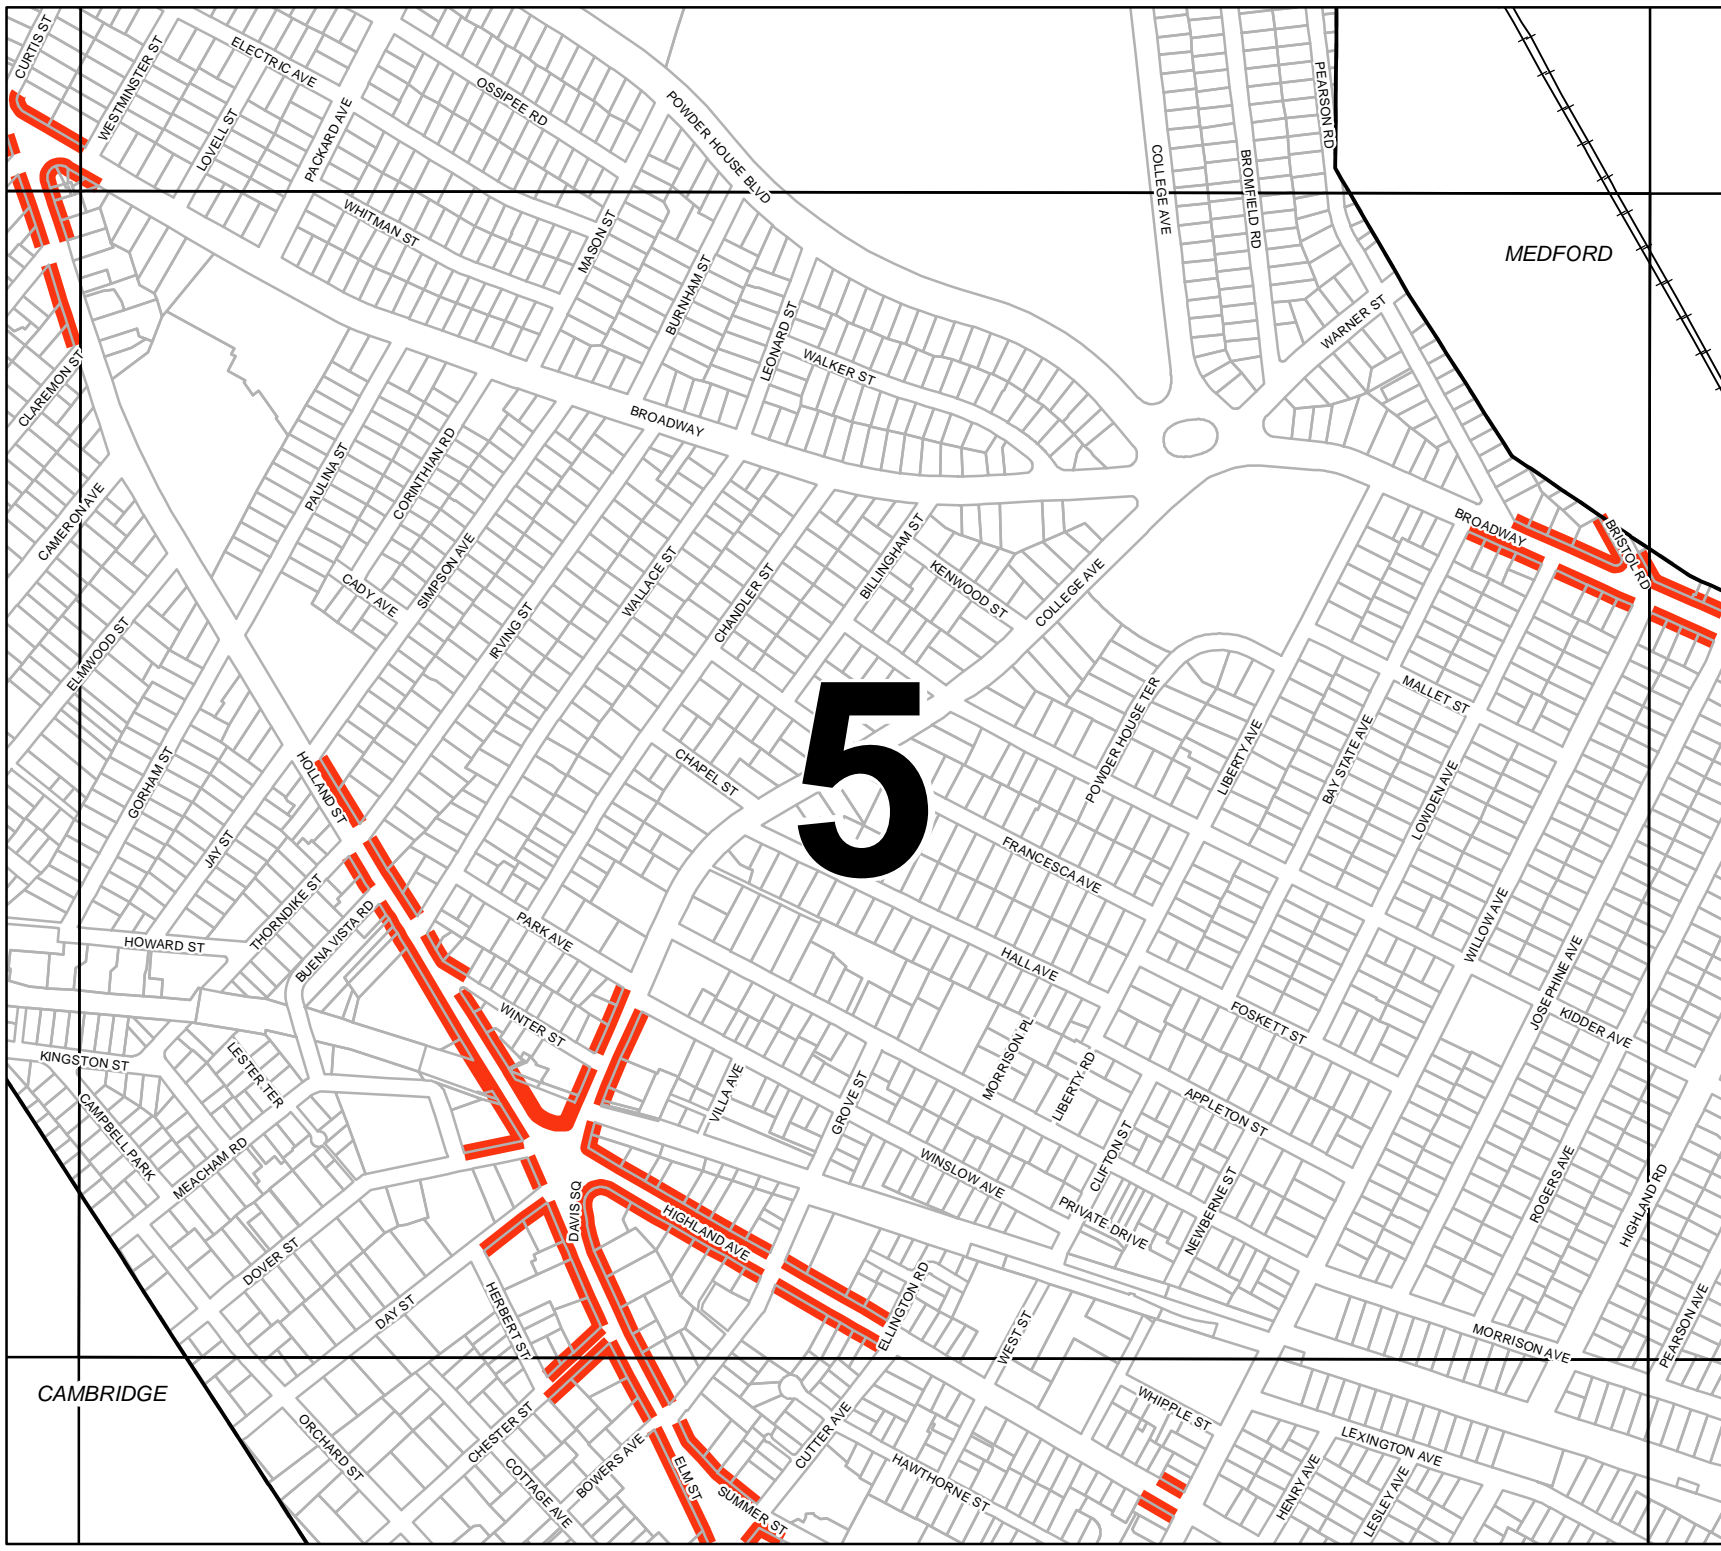 CURTIS ST
WESTMINSTER ST
ELECTRIC AVE
LOVELL ST
PACKARD AVE
OSSIPEE RD
POWDER HOUSE BLVD
WHITMAN ST
MASON ST
BURNHAM ST
LEONARD ST
WALKER ST
COLLEGE AVE
BROMFIELD RD
PEARSON RD
WARNER ST
MEDFORD
CLAREMON ST
BROADWAY
PAULINA ST
CORINTHIAN RD
CAMERON AVE
CADY AVE
SIMPSON AVE
IRVING ST
WALLACE ST
CHANDLER ST
BILLINGHAM ST
KENWOOD ST
COLLEGE AVE
BROADWAY
BRISTOL RD
ELMWOOD ST
GORHAM ST
JAY ST
HOLLAND ST
CHAPEL ST
5
POWDER HOUSE TER
LIBERTY AVE
BAY STATE AVE
MALLET ST
LOWDEN AVE
FRANCESCA AVE
WILLOW AVE
JOSEPHINE AVE
KIDDER AVE
THORNDIKE ST
BUENA VISTA RD
HOWARD ST
PARK AVE
HALL AVE
WINTER ST
FOSKETT ST
MORRISON PL
LIBERTY RD
KINGSTON ST
LESTER TER
CAMPBELL PARK
MEACHAM RD
VILLA AVE
GROVE ST
APPLETON ST
CLIFTON ST
WINSLOW AVE
PRIVATE DRIVE
NEWBERNE ST
ROGERS AVE
HIGHLAND RD
DAVIS SQ
HIGHLAND AVE
DOVER ST
DAY ST
HERBERT ST
ELLINGTON RD
WEST ST
MORRISON AVE
PEARSON AVE
CAMBRIDGE
ORCHARD ST
CHESTER ST
COTTAGE AVE
BOWERS AVE
ELM ST
SUMMER ST
CUTTER AVE
HAWTHORNE ST
WHIPPLE ST
HENRY AVE
LESLEY AVE
LEXINGTON AVE